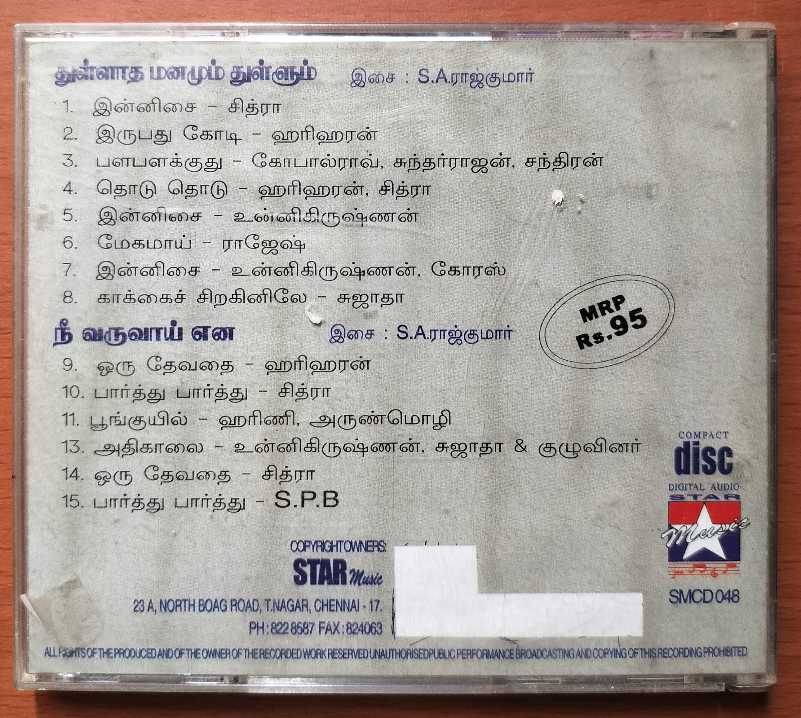 துள்ளாத மனமும் துள்ளும் இசை : S.A.ராஜ்குமார்
1. இன்னிசை – சித்ரா
2. இருபது கோடி – ஹரிஹரன்
3. பளபளக்குது – கோபால்ராவ், சுந்தர்ராஜன், சந்திரன்
4. தொடு தொடு – ஹரிஹரன், சித்ரா
5. இன்னிசை – உன்னிகிருஷ்ணன்
6. மேகமாய் – ராஜேஷ்
7. இன்னிசை – உன்னிகிருஷ்ணன், கோரஸ்
8. காக்கைச் சிறகினிலே – சுஜாதா
MRP
Rs.95
நீ வருவாய் என இசை : S.A.ராஜ்குமார்
9. ஒரு தேவதை – ஹரிஹரன்
10. பார்த்து பார்த்து – சித்ரா
11. பூங்குயில் – ஹரிணி, அருண்மொழி
13. அதிகாலை – உன்னிகிருஷ்ணன், சுஜாதா & குழுவினர்
14. ஒரு தேவதை – சித்ரா
15. பார்த்து பார்த்து – S.P.B
COMPACT
disc
DIGITAL AUDIO
STAR
Music
SMCD 048
COPYRIGHT OWNERS:
STAR Music
23 A, NORTH BOAG ROAD, T.NAGAR, CHENNAI - 17.
PH: 822 8587 FAX : 824063
ALL RIGHTS OF THE PRODUCED AND OF THE OWNER OF THE RECORDED WORK RESERVED UNAUTHORISED PUBLIC PERFORMANCE BROADCASTING AND COPYING OF THIS RECORDING PROHIBITED